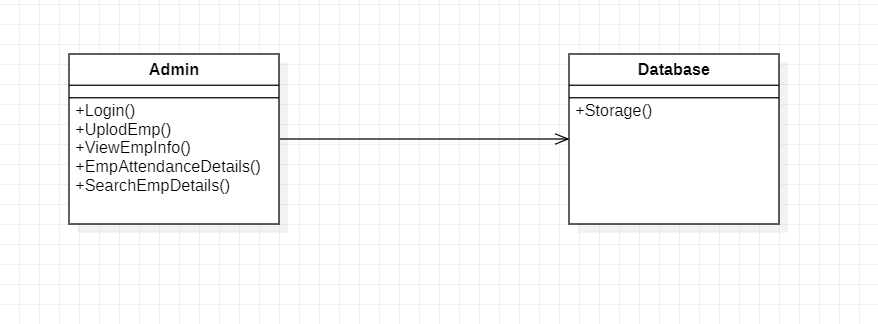 Admin
+Login()
+UplodEmp()
+ViewEmpInfo()
+EmpAttendanceDetails()
+SearchEmpDetails()
Database
+Storage()